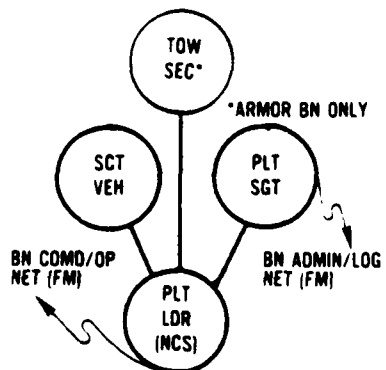 TOW
SEC*
*ARMOR BN ONLY
SCT
VEH
PLT
SGT
BN COMD/OP
NET (FM)
BN ADMIN/LOG
NET (FM)
PLT
LDR
(NCS)